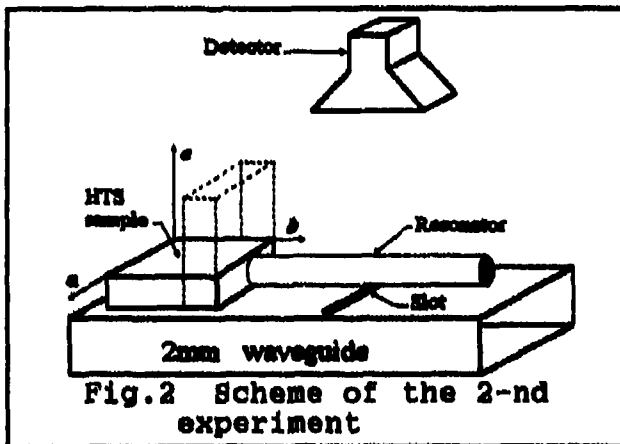 Detector
c
HTS
sample
b
Resonator
a
Slot
2mm waveguide
Fig.2 Scheme of the 2-nd
experiment